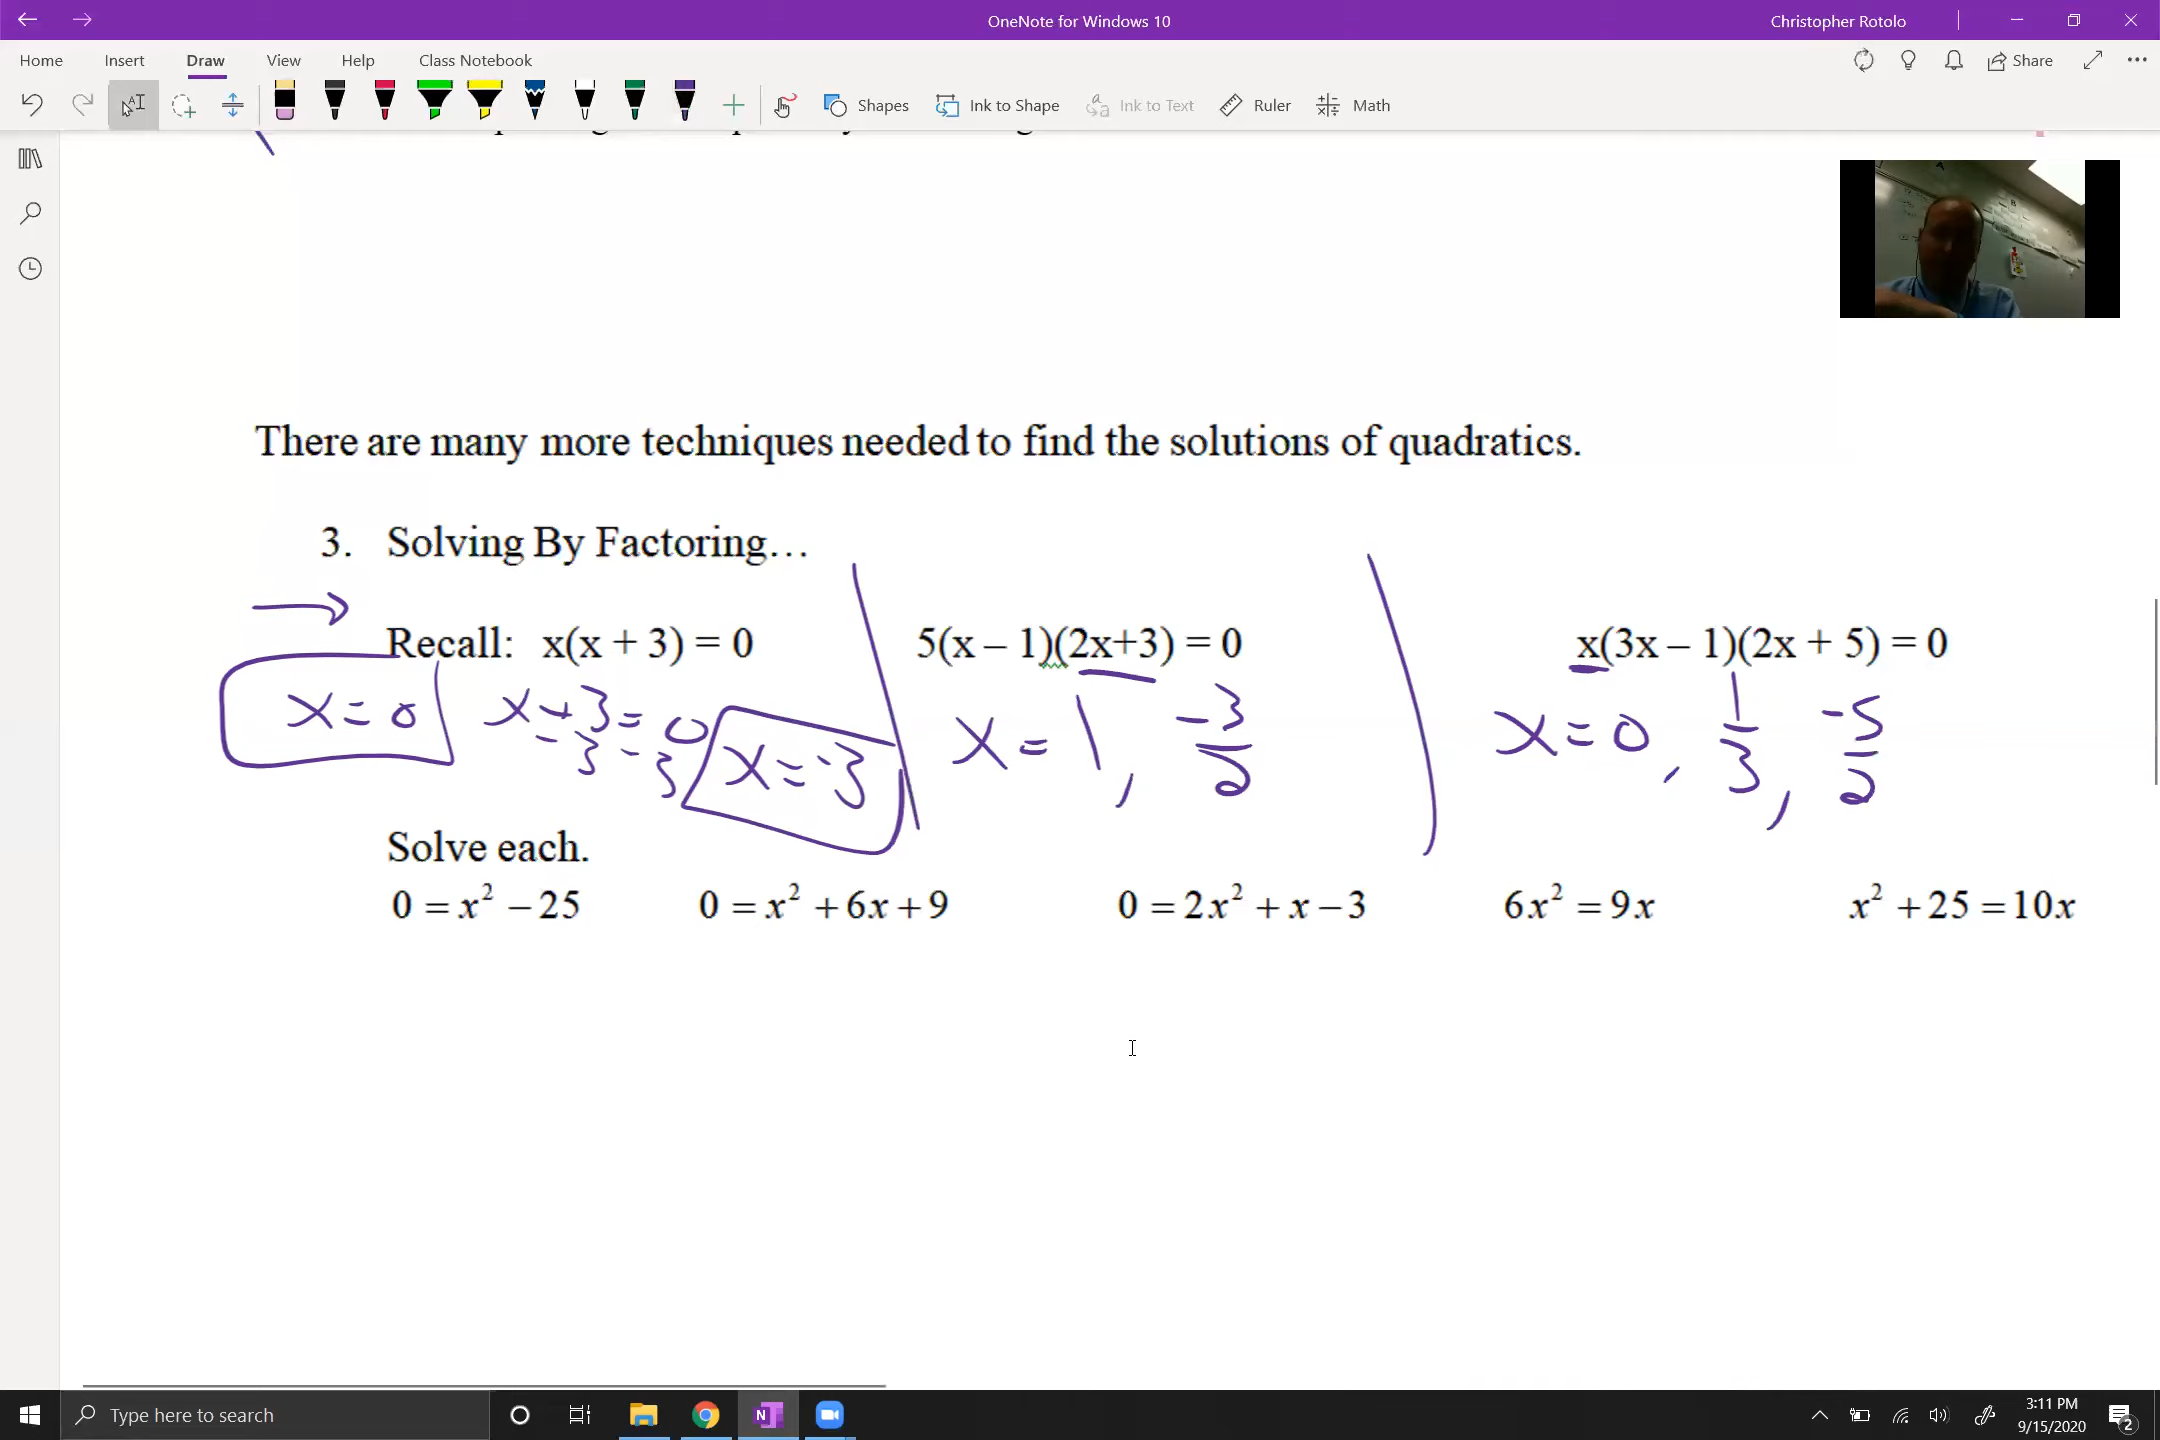 OneNote for Windows 10
Christopher Rotolo
Home Insert Draw View Help Class Notebook
Share
Shapes Ink to Shape Ink to Text Ruler Math
There are many more techniques needed to find the solutions of quadratics.
3. Solving By Factoring…
Recall: x(x + 3) = 0 5(x – 1)(2x+3) = 0 x(3x – 1)(2x + 5) = 0
x = 0 x + 3 = 0 x = 1, -3/2 x = 0, 1/3, -5/2
-3 -3 x = -3
Solve each.
0 = x² − 25 0 = x² + 6x + 9 0 = 2x² + x − 3 6x² = 9x x² + 25 = 10x
Type here to search
3:11 PM
9/15/2020
2